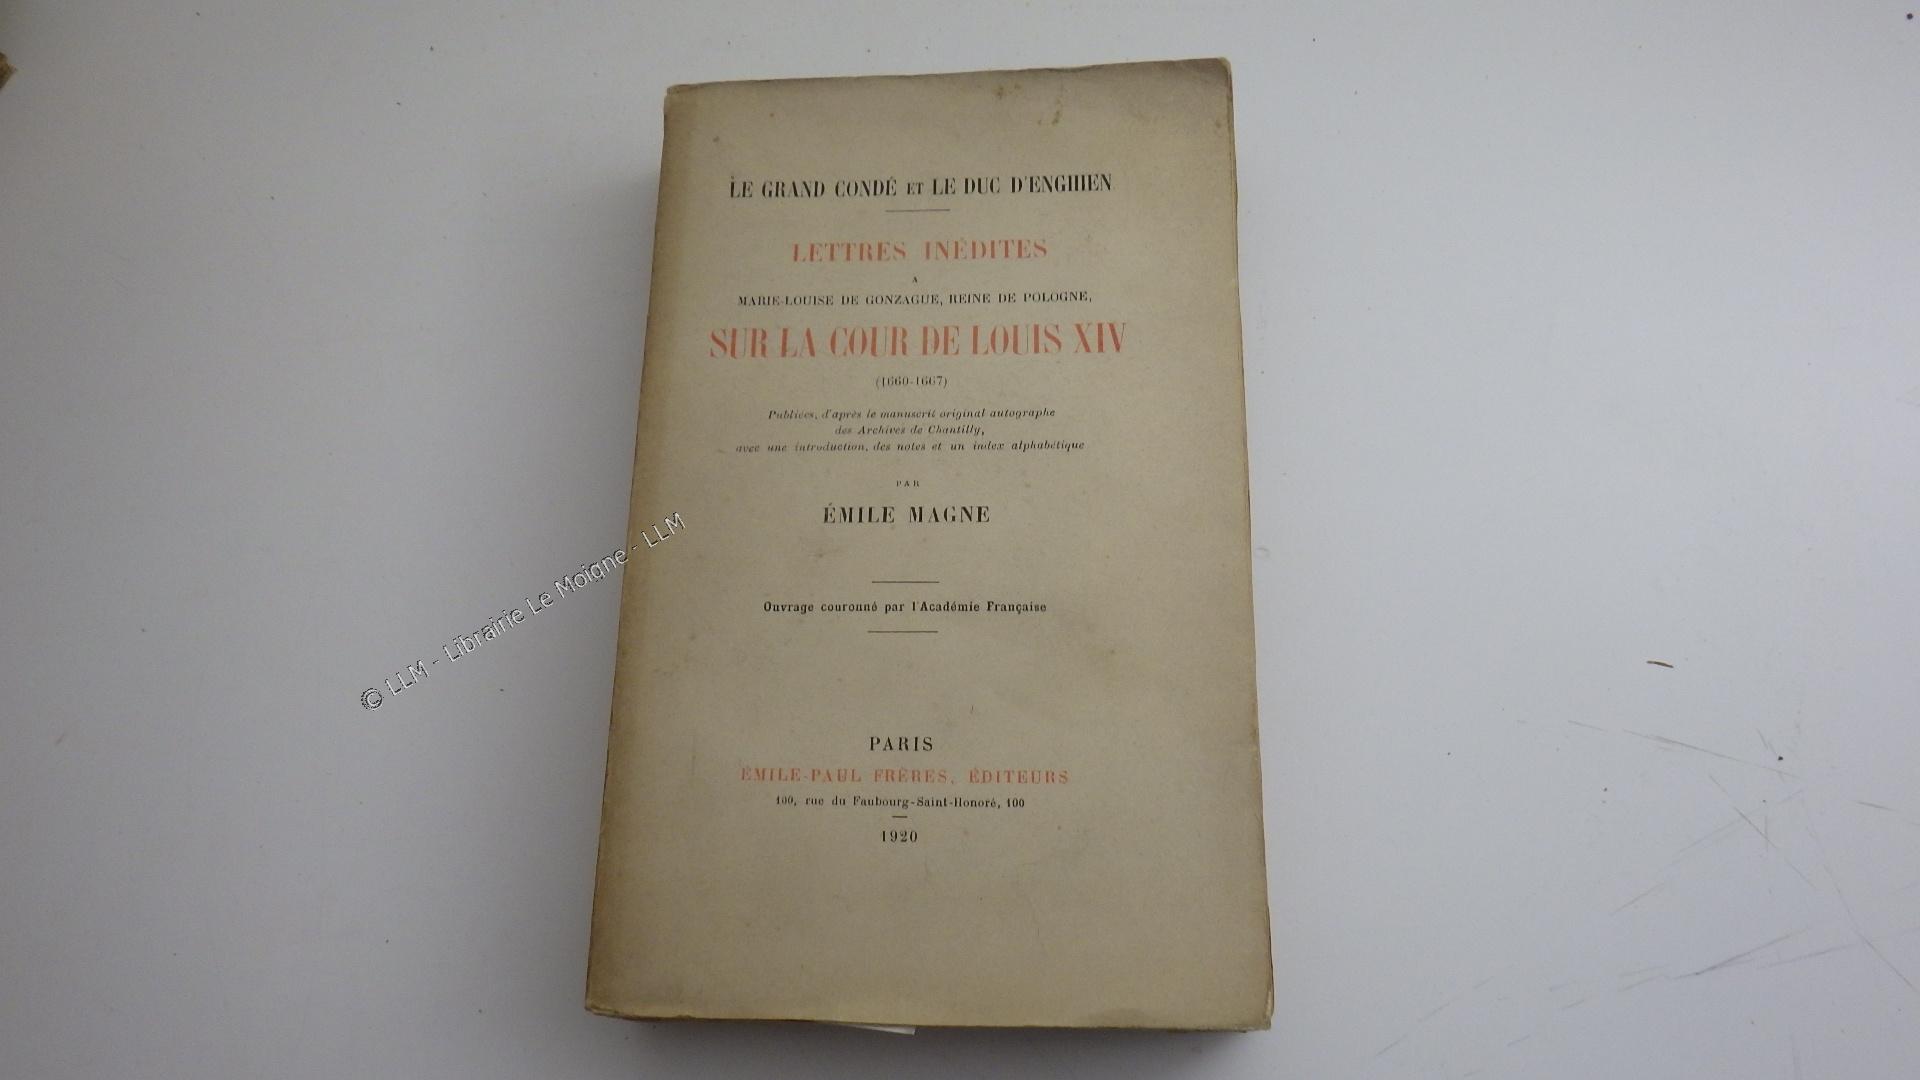 LE GRAND CONDÉ ET LE DUC D'ENGHIEN
LETTRES INÉDITES
A
MARIE-LOUISE DE GONZAGUE, REINE DE POLOGNE,
SUR LA COUR DE LOUIS XIV
(1660-1667)
Publiées, d'après le manuscrit original autographe
des Archives de Chantilly,
avec une introduction, des notes et un index alphabétique
PAR
ÉMILE MAGNE
Ouvrage couronné par l'Académie Française
PARIS
ÉMILE-PAUL FRÈRES, ÉDITEURS
100, rue du Faubourg-Saint-Honoré, 100
1920
© LLM - Librairie Le Moigne - LLM